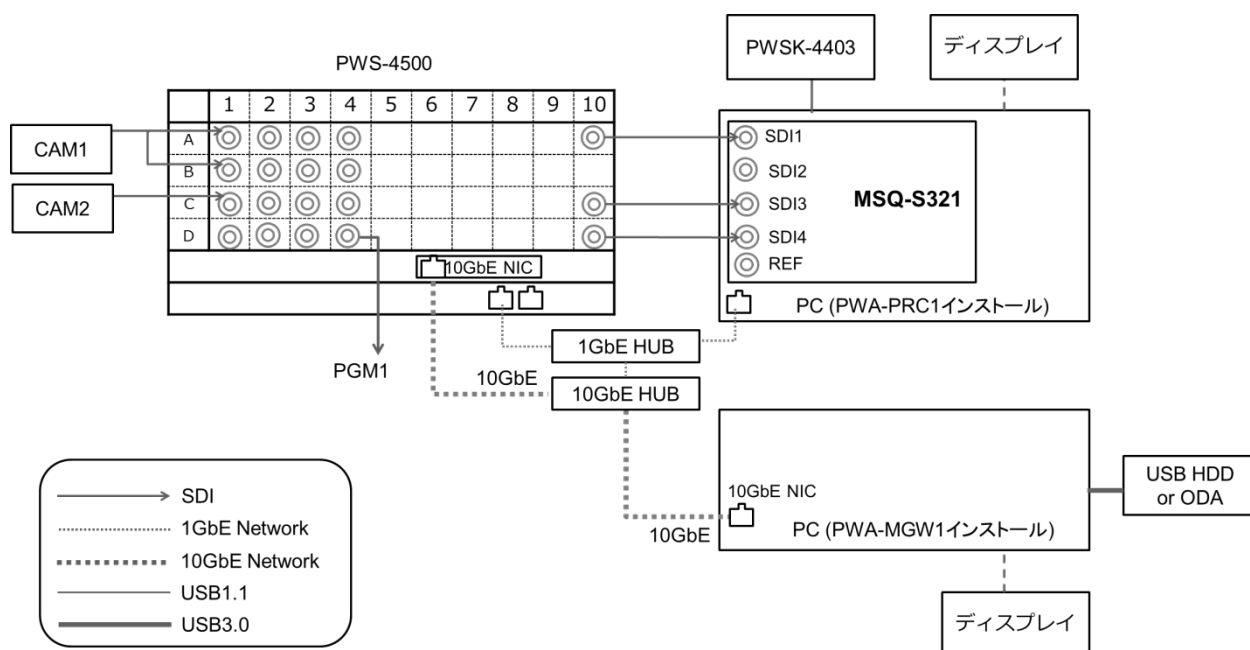 PWS-4500
1 2 3 4 5 6 7 8 9 10
A
B
C
D
10GbE NIC
CAM1
CAM2
PGM1
PWSK-4403
ディスプレイ
SDI1
SDI2
SDI3
SDI4
REF
MSQ-S321
PC (PWA-PRC1インストール)
1GbE HUB
10GbE
10GbE HUB
10GbE NIC
10GbE
PC (PWA-MGW1インストール)
USB HDD
or ODA
ディスプレイ
SDI
1GbE Network
10GbE Network
USB1.1
USB3.0